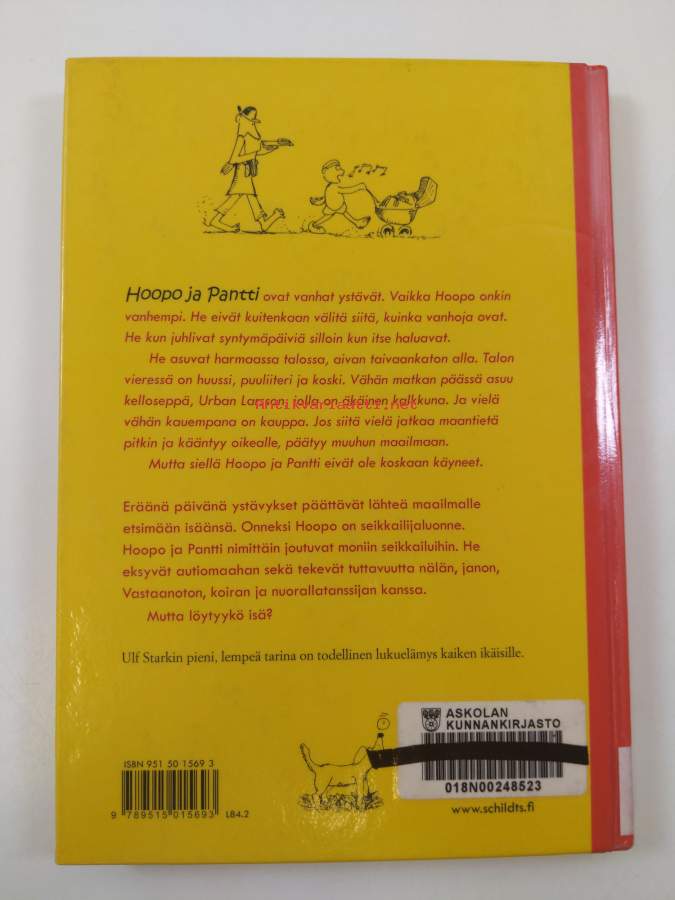 Hoopo ja Pantti ovat vanhat ystävät. Vaikka Hoopo onkin
vanhempi. He eivät kuitenkaan välitä siitä, kuinka vanhoja ovat.
He kun juhlivat syntymäpäiviä silloin kun itse haluavat.
He asuvat harmaassa talossa, aivan taivaankaton alla. Talon
vieressä on huussi, puuliiteri ja koski. Vähän matkan päässä asuu
kelloseppä, Urban Larsson, jolla on äkäinen kalkkuna. Ja vielä
Antikvariaatti.net
vähän kauempana on kauppa. Jos siitä vielä jatkaa maantietä
pitkin ja kääntyy oikealle, päätyy muuhun maailmaan.
Mutta siellä Hoopo ja Pantti eivät ole koskaan käyneet.
Eräänä päivänä ystävykset päättävät lähteä maailmalle
etsimään isäänsä. Onneksi Hoopo on seikkailijaluonne.
Hoopo ja Pantti nimittäin joutuvat moniin seikkailuihin. He
eksyvät autiomaahan sekä tekevät tuttavuutta nälän, janon,
Vastaanoton, koiran ja nuorallatanssijan kanssa.
Mutta löytyykö isä?
Ulf Starkin pieni, lempeä tarina on todellinen lukuelämys kaiken ikäisille.
ASKOLAN
KUNNANKIRJASTO
018N00248523
www.schildts.fi
ISBN 951 50 1569 3
9 789515 015693 L84.2